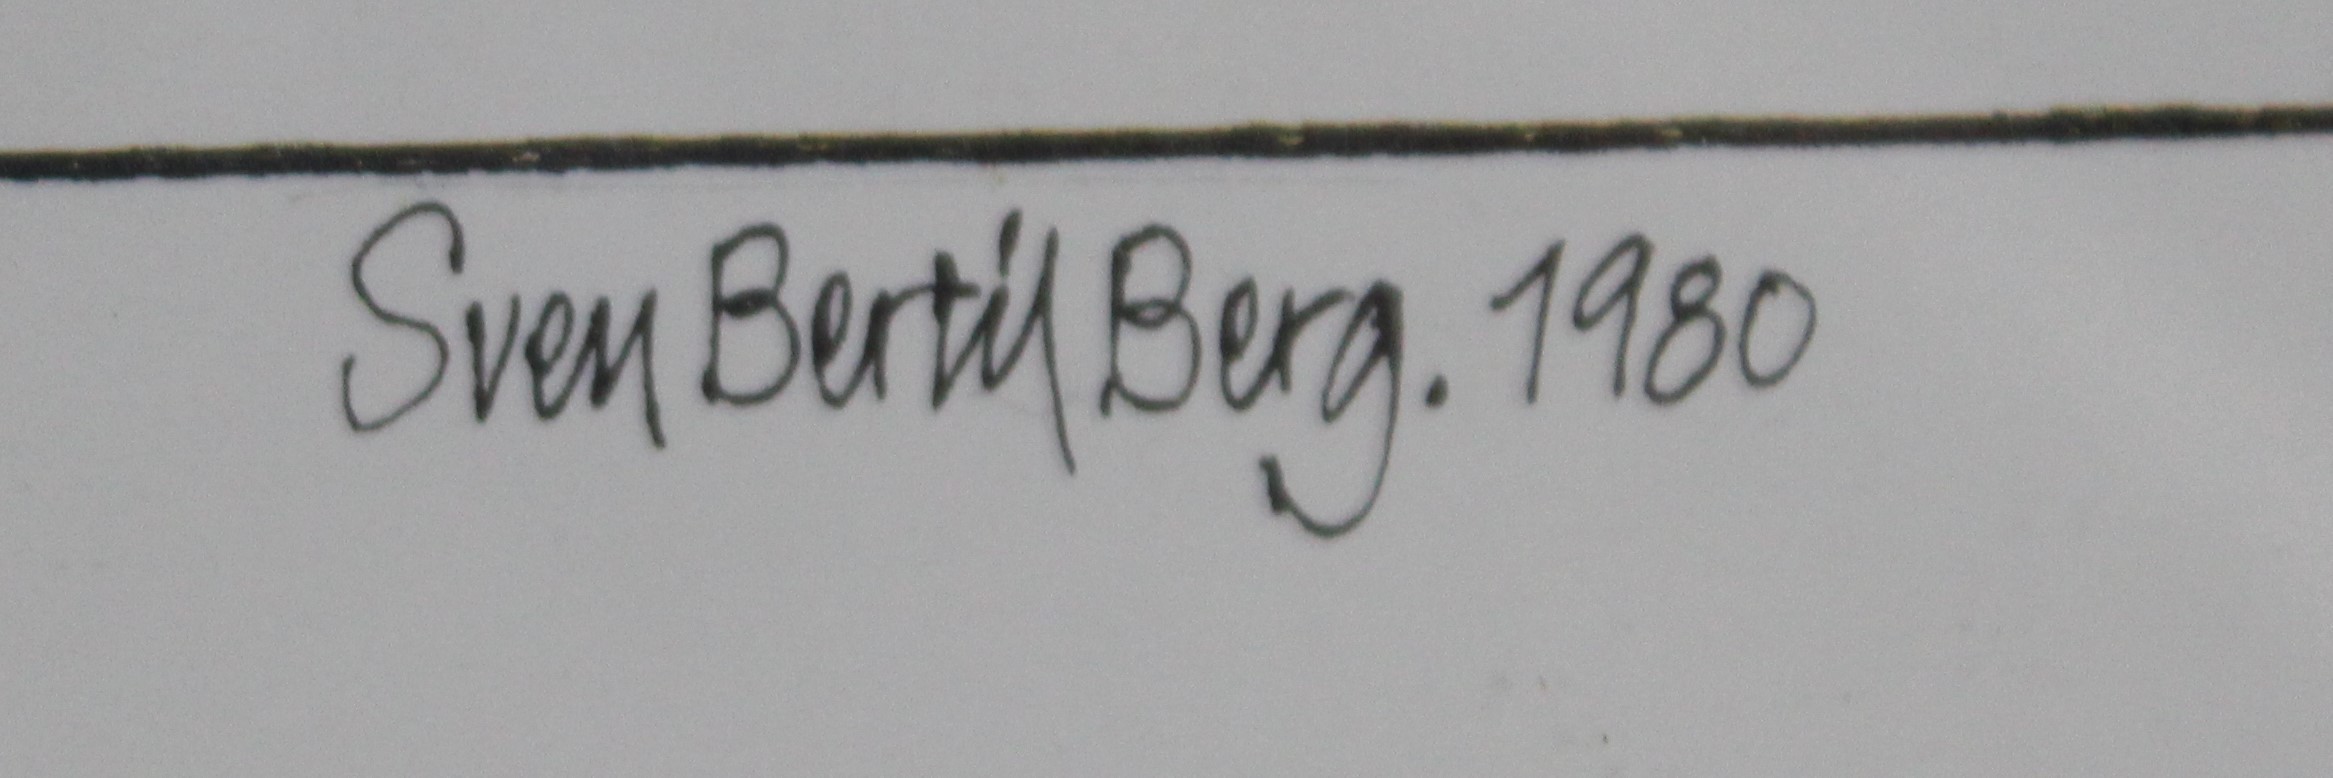 Sven Bertil Berg. 1980